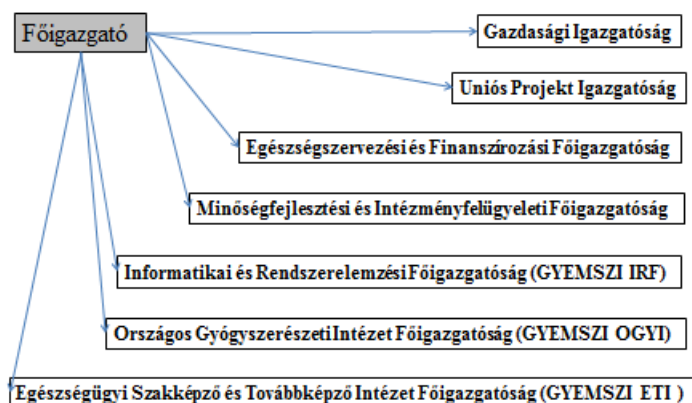 Főigazgató
Gazdasági Igazgatóság
Uniós Projekt Igazgatóság
Egészségszervezési és Finanszírozási Főigazgatóság
Minőségfejlesztési és Intézményfelügyeleti Főigazgatóság
Informatikai és Rendszerelemzési Főigazgatóság (GYEMSZI IRF)
Országos Gyógyszerészeti Intézet Főigazgatóság (GYEMSZI OGYI)
Egészségügyi Szakképző és Továbbképző Intézet Főigazgatóság (GYEMSZI ETI )